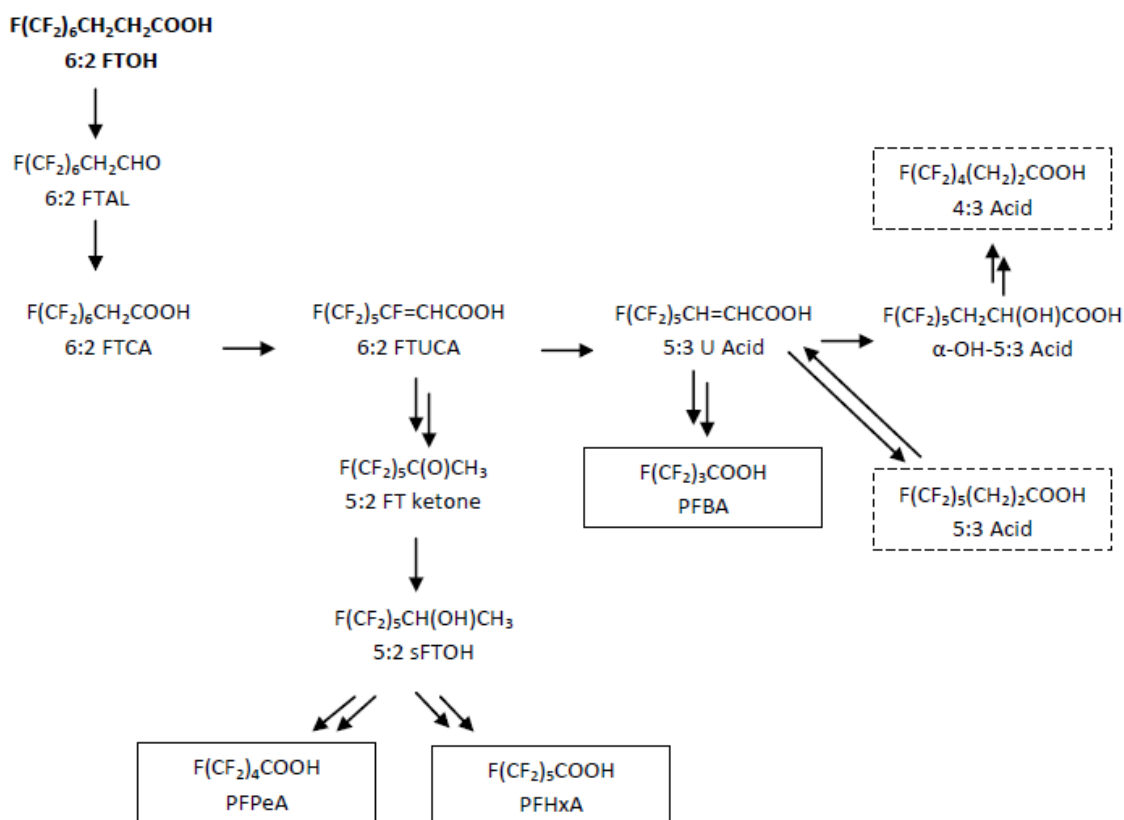 F(CF₂)₆CH₂CH₂COOH
6:2 FTOH
F(CF₂)₆CH₂CHO
6:2 FTAL
F(CF₂)₄(CH₂)₂COOH
4:3 Acid
F(CF₂)₆CH₂COOH
6:2 FTCA
F(CF₂)₅CF=CHCOOH
6:2 FTUCA
F(CF₂)₅CH=CHCOOH
5:3 U Acid
F(CF₂)₅CH₂CH(OH)COOH
α-OH-5:3 Acid
F(CF₂)₅C(O)CH₃
5:2 FT ketone
F(CF₂)₃COOH
PFBA
F(CF₂)₅(CH₂)₂COOH
5:3 Acid
F(CF₂)₅CH(OH)CH₃
5:2 sFTOH
F(CF₂)₄COOH
PFPeA
F(CF₂)₅COOH
PFHxA